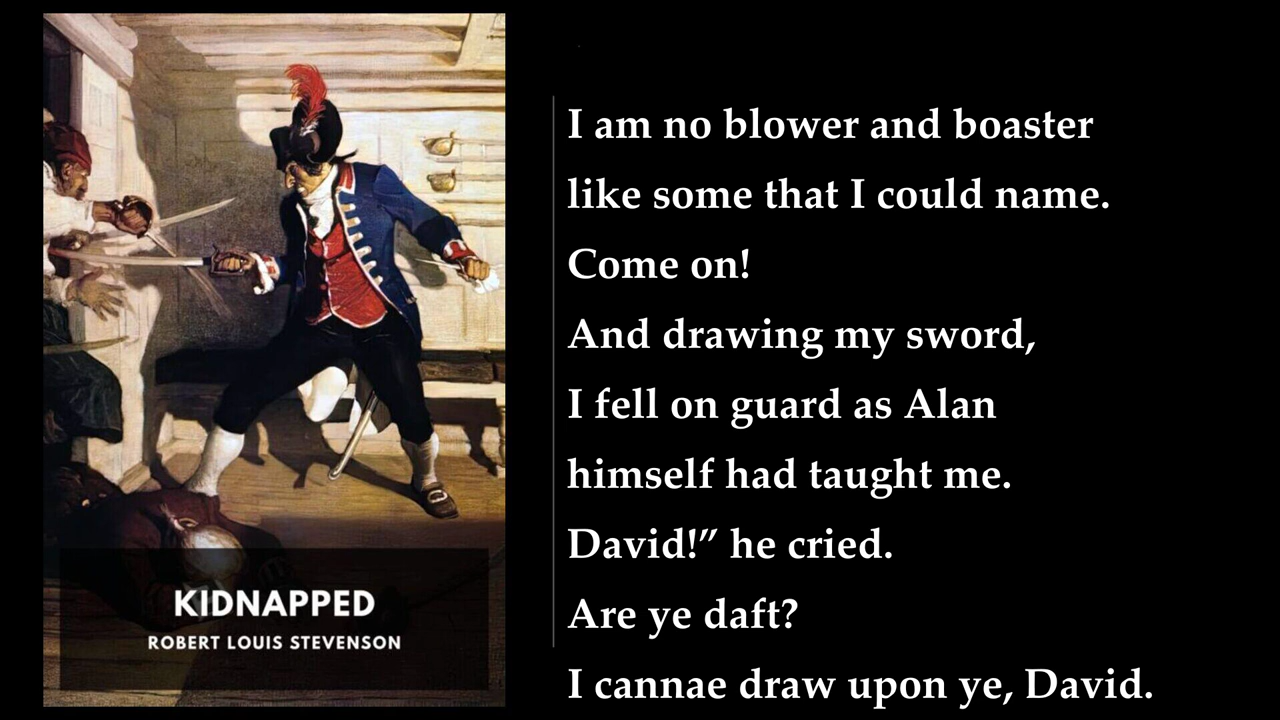 KIDNAPPED
ROBERT LOUIS STEVENSON
I am no blower and boaster
like some that I could name.
Come on!
And drawing my sword,
I fell on guard as Alan
himself had taught me.
David!” he cried.
Are ye daft?
I cannae draw upon ye, David.